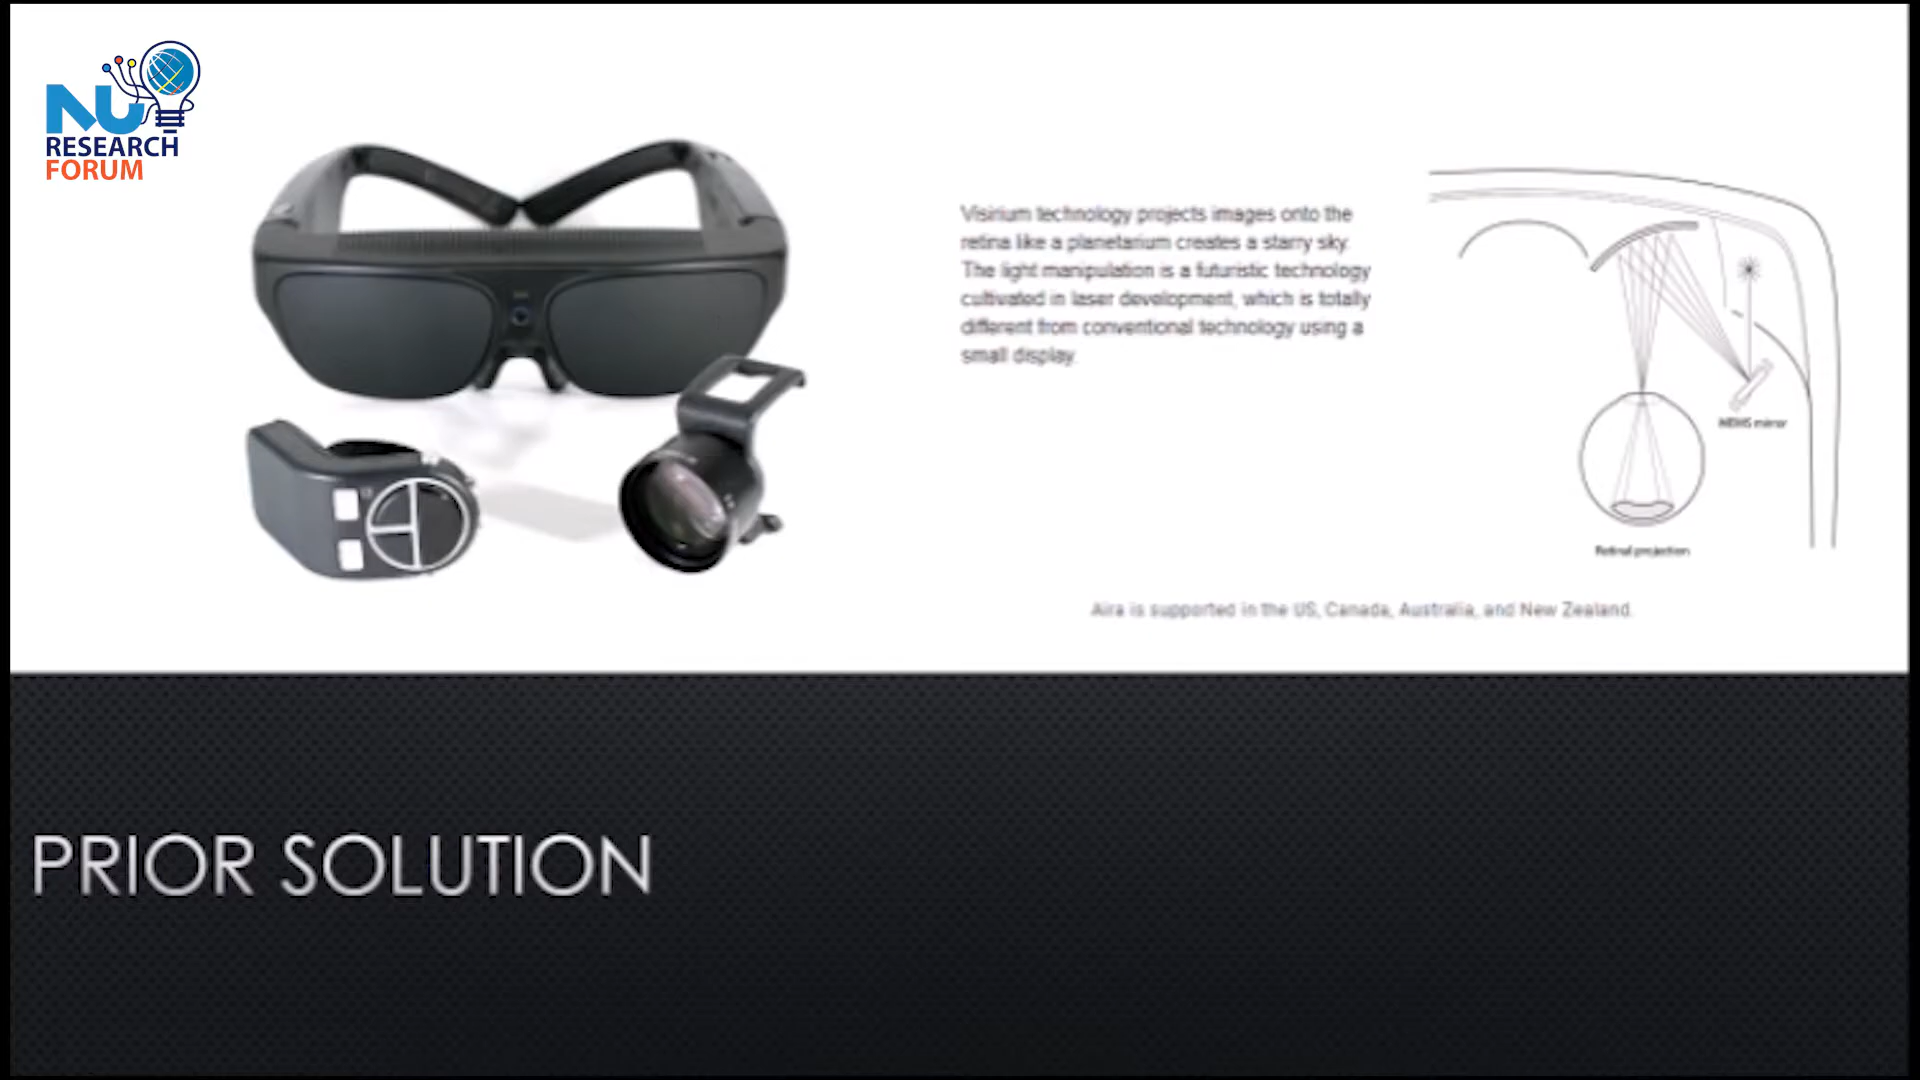 NU
RESEARCH
FORUM
Visirium technology projects images onto the
retina like a planetarium creates a starry sky.
The light manipulation is a futuristic technology
cultivated in laser development, which is totally
different from conventional technology using a
small display.
MEMS mirror
Retinal projection
Aira is supported in the US, Canada, Australia, and New Zealand.
PRIOR SOLUTION